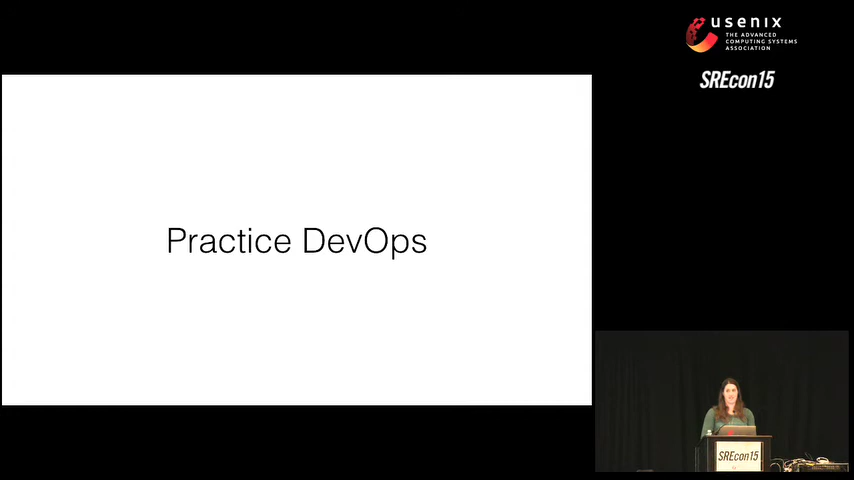 usenix
THE ADVANCED
COMPUTING SYSTEMS
ASSOCIATION
SREcon15
Practice DevOps
SREcon15